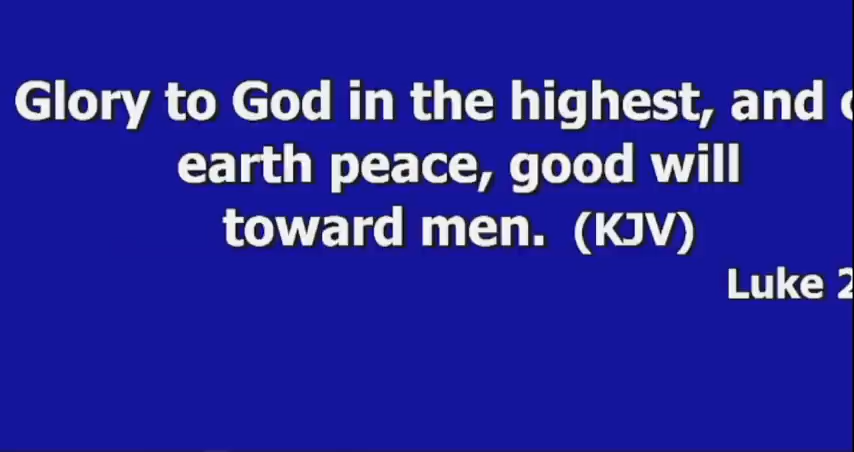 Glory to God in the highest, and
earth peace, good will
toward men. (KJV)
Luke 2